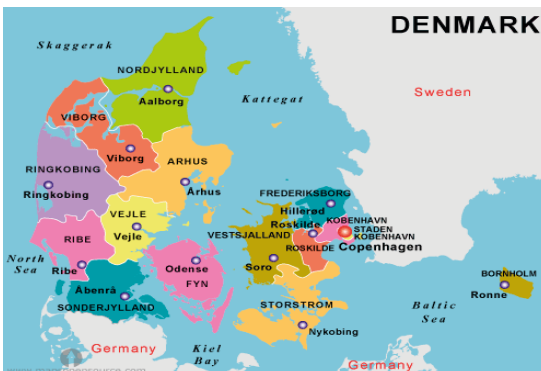 DENMARK
Skaggerak
NORDJYLLAND
Aalborg
Sweden
Kattegat
VIBORG
Viborg
ARHUS
Arhus
RINGKOBING
Ringkobing
FREDERIKSBORG
Hillerød
KOBENHAVN
STADEN
KOBENHAVN
Roskilde
ROSKILDE
Copenhagen
VEJLE
Vejle
VESTSJALLAND
Soro
RIBE
Ribe
North
Sea
Odense
FYN
BORNHOLM
Ronne
Åbenrå
SONDERJYLLAND
STORSTROM
Nykobing
Baltic
Sea
Germany
Kiel
Bay
Germany